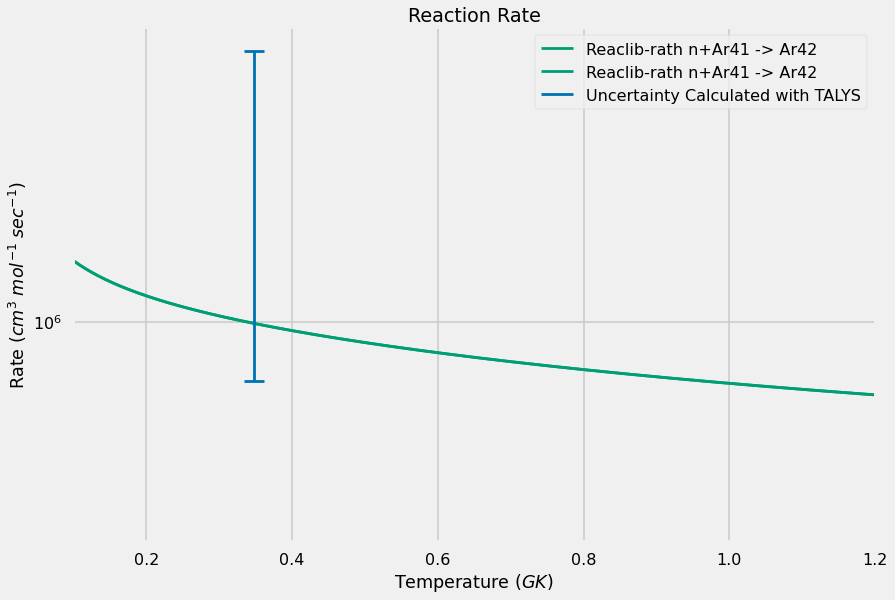 Reaction Rate
Reaclib-rath n+Ar41 -> Ar42
Reaclib-rath n+Ar41 -> Ar42
Uncertainty Calculated with TALYS
Rate (cm³ mol⁻¹ sec⁻¹)
10⁶
0.2 0.4 0.6 0.8 1.0 1.2
Temperature (GK)